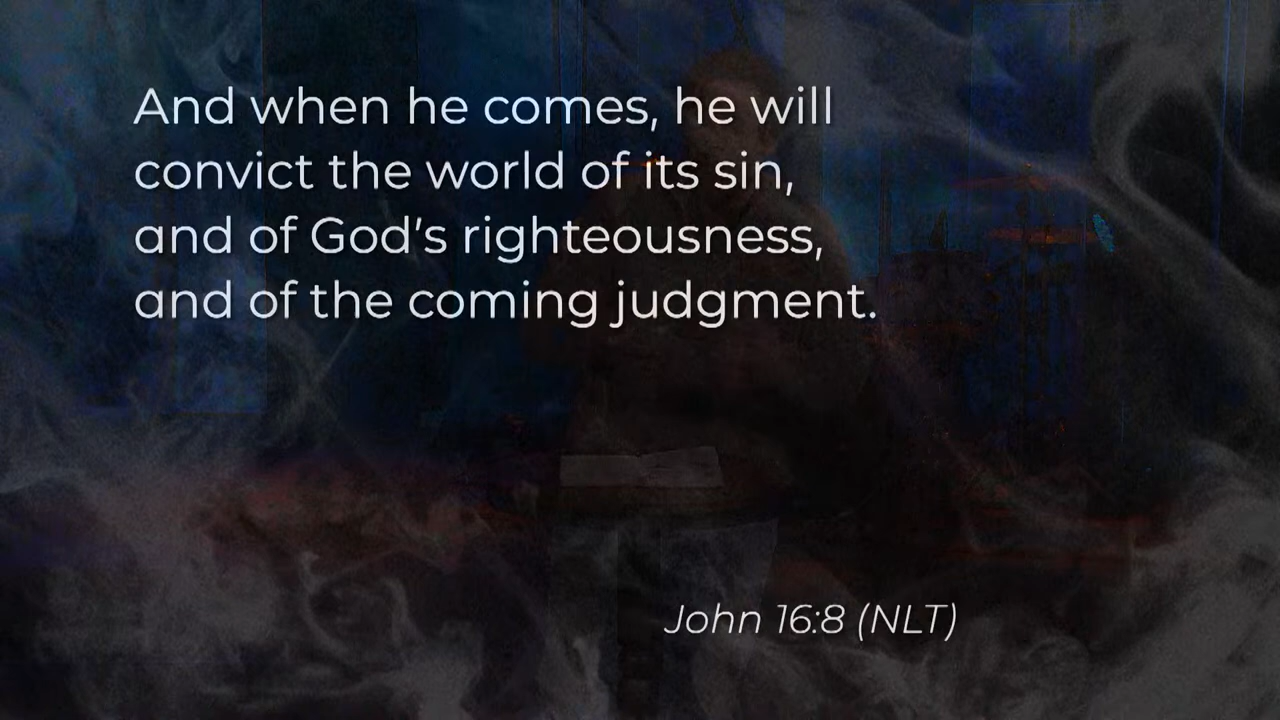 And when he comes, he will
convict the world of its sin,
and of God's righteousness,
and of the coming judgment.
John 16:8 (NLT)